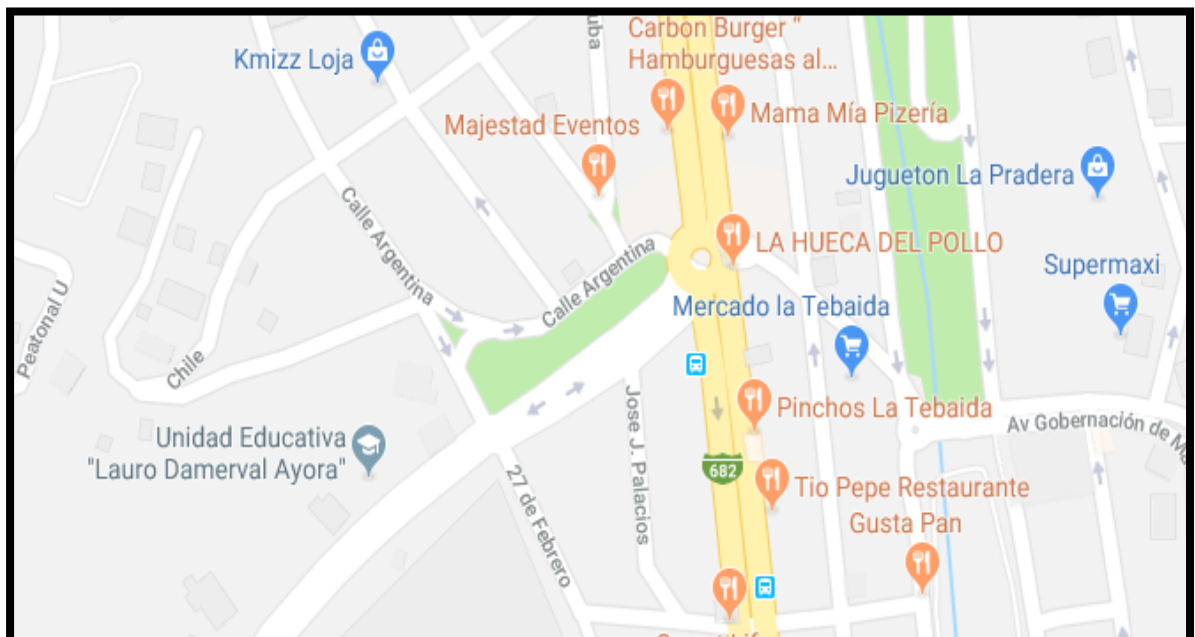 Carbon Burger "
Hamburguesas al...
uba
Kmizz Loja
Mama Mía Pizería
Majestad Eventos
Jugueton La Pradera
Calle Argentina
Calle Argentina
LA HUECA DEL POLLO
Supermaxi
Peatonal U
Mercado la Tebaida
Chile
Jose J. Palacios
Pinchos La Tebaida
Av Gobernación de Ma
Unidad Educativa
"Lauro Damerval Ayora"
682
27 de Febrero
Tio Pepe Restaurante
Gusta Pan